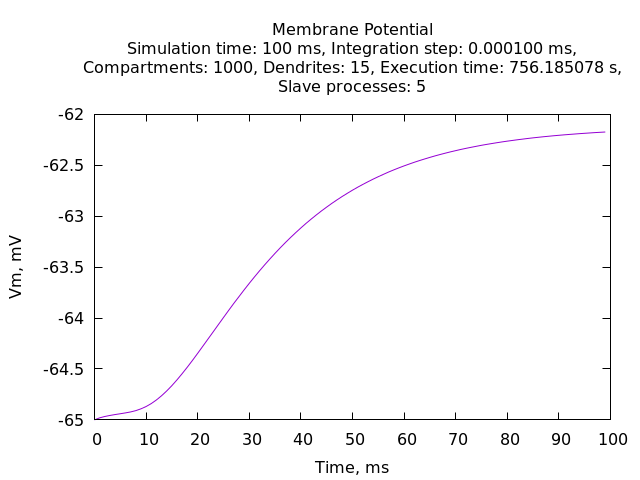 Membrane Potential
Simulation time: 100 ms, Integration step: 0.000100 ms,
Compartments: 1000, Dendrites: 15, Execution time: 756.185078 s,
Slave processes: 5
-62
-62.5
-63
-63.5
-64
-64.5
-65
Vm, mV
0 10 20 30 40 50 60 70 80 90 100
Time, ms